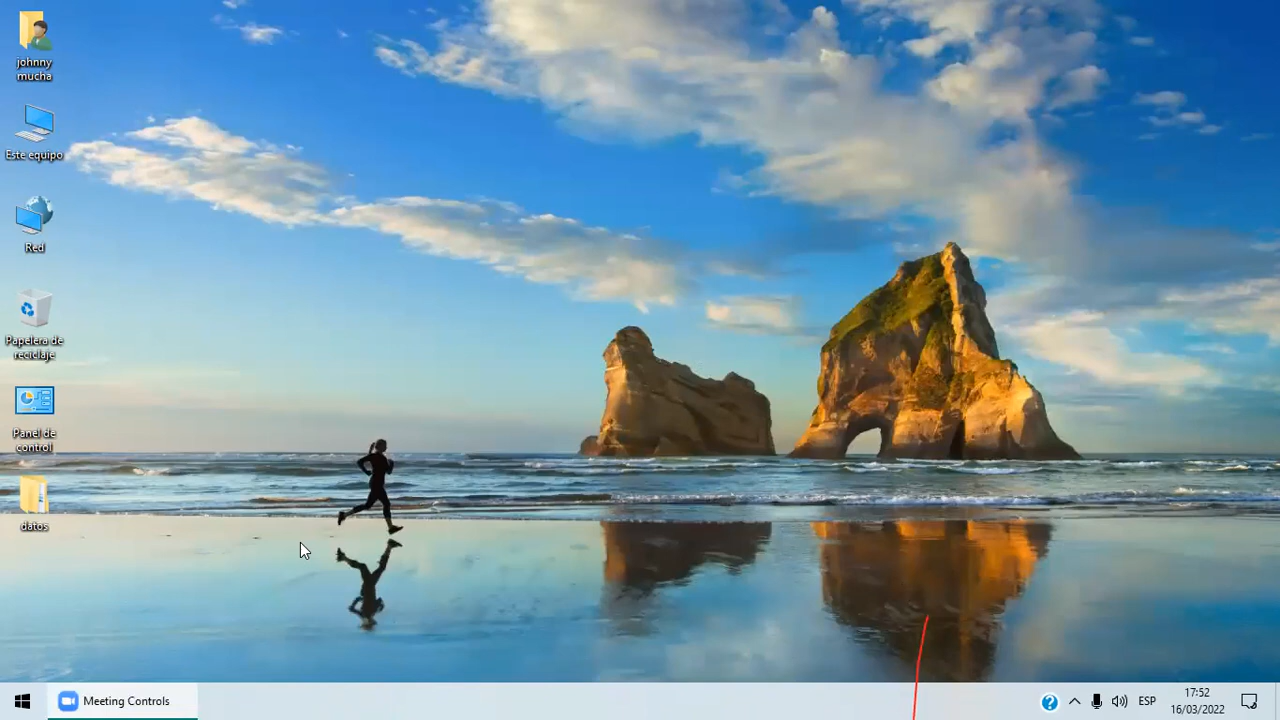 johnny
mucha
Este equipo
Red
Papelera de
reciclaje
Panel de
control
datos
Meeting Controls
ESP
17:52
16/03/2022